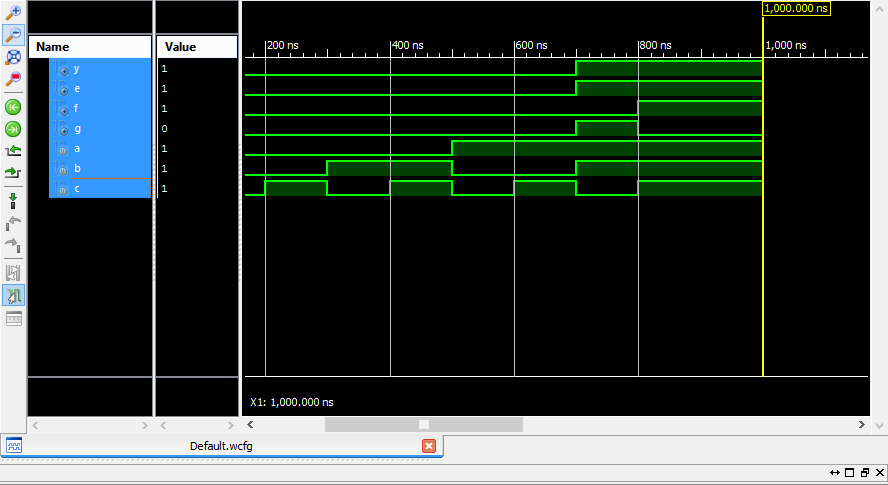 1,000.000 ns
Name
Value
200 ns
400 ns
600 ns
800 ns
1,000 ns
y
1
e
1
f
1
g
0
a
1
b
1
c
1
X1: 1,000.000 ns
Default.wcfg